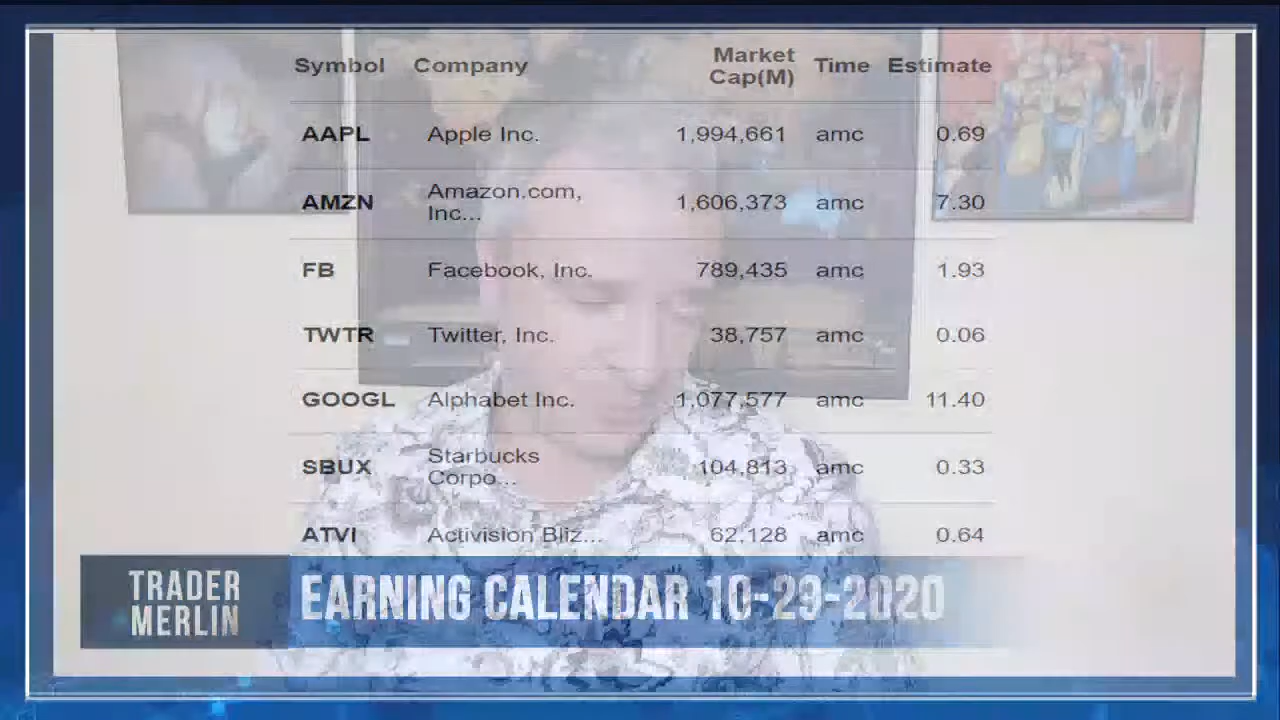 Symbol Company Market Cap(M) Time Estimate
AAPL Apple Inc. 1,994,661 amc 0.69
AMZN Amazon.com, Inc... 1,606,373 amc 7.30
FB Facebook, Inc. 789,435 amc 1.93
TWTR Twitter, Inc. 38,757 amc 0.06
GOOGL Alphabet Inc. 1,077,577 amc 11.40
SBUX Starbucks Corpo... 104,813 amc 0.33
ATVI Activision Bliz... 62,128 amc 0.64
TRADER
MERLIN
EARNING CALENDAR 10-29-2020